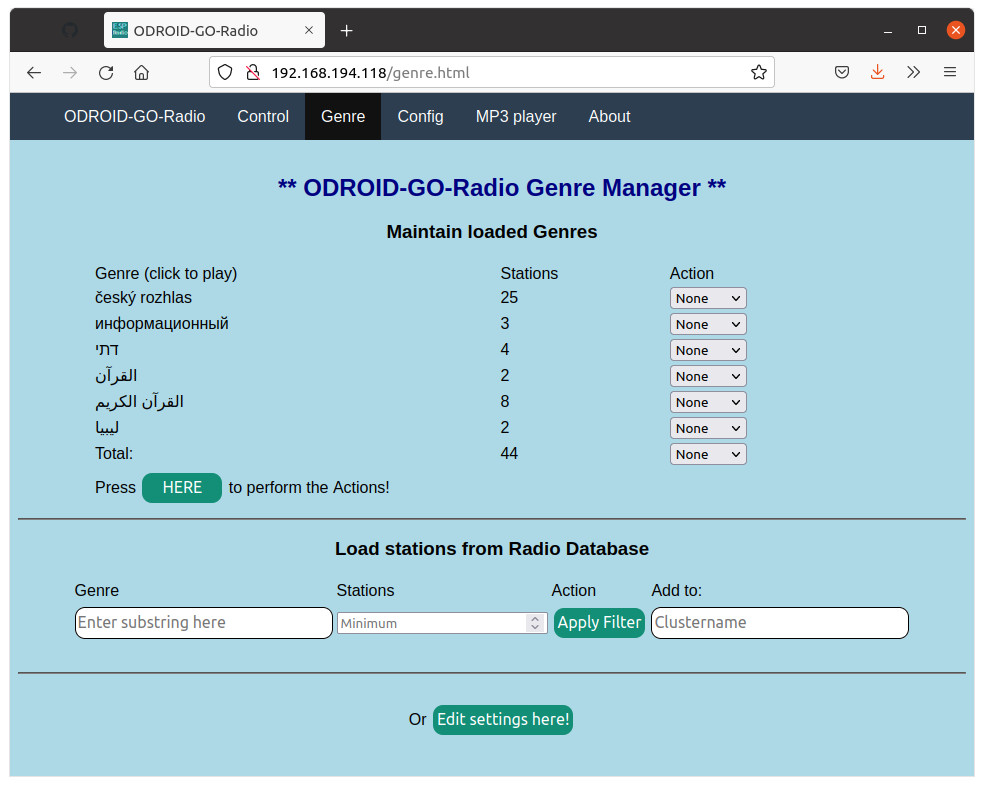 ODROID-GO-Radio
192.168.194.118/genre.html
ODROID-GO-Radio Control Genre Config MP3 player About
** ODROID-GO-Radio Genre Manager **
Maintain loaded Genres
Genre (click to play) Stations Action
český rozhlas 25 None
информационный 3 None
דתי 4 None
القرآن 2 None
القرآن الكريم 8 None
ليبيا 2 None
Total: 44 None
Press HERE to perform the Actions!
Load stations from Radio Database
Genre Stations Action Add to:
Enter substring here Minimum Apply Filter Clustername
Or Edit settings here!